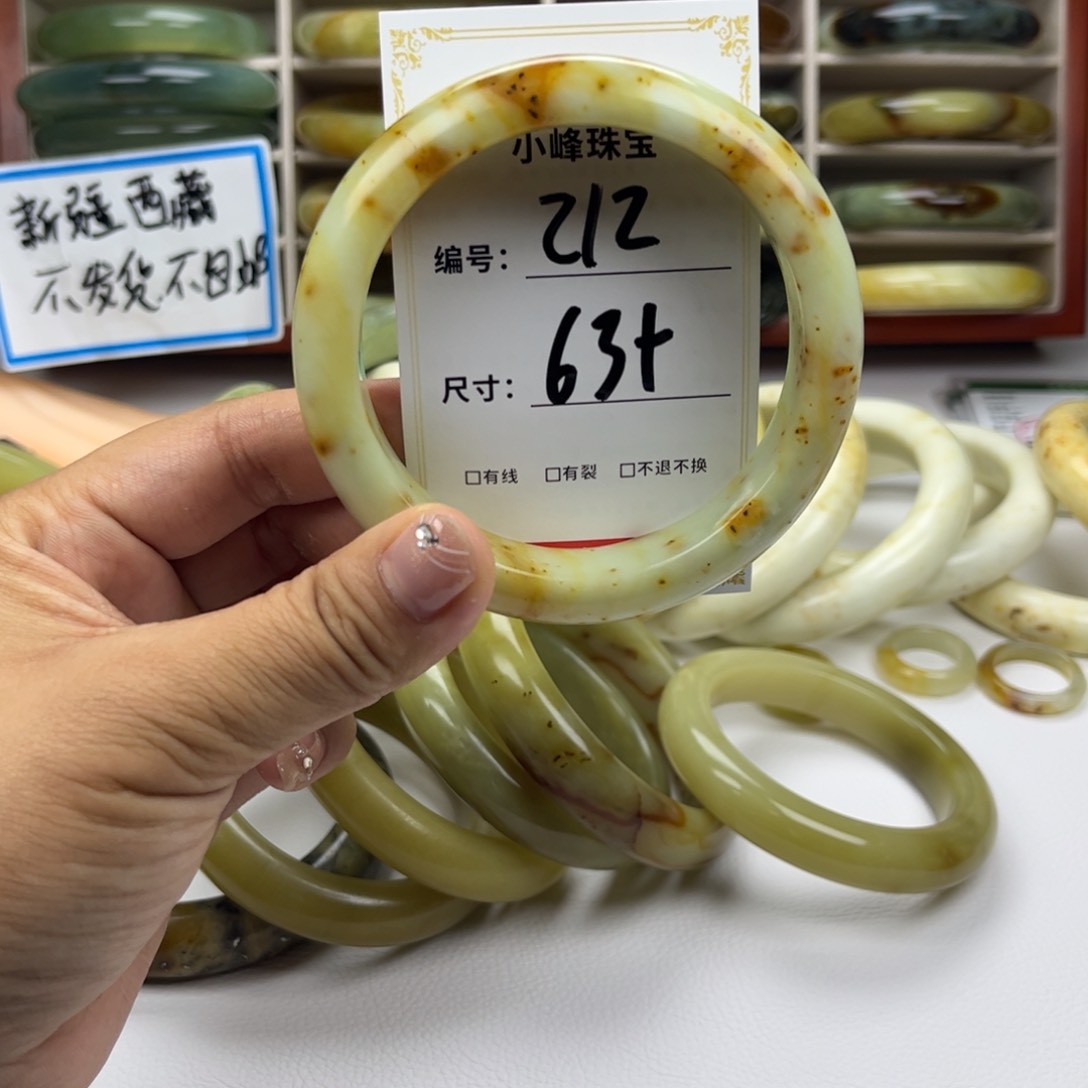 新疆西藏
不发货.不包邮
小峰珠宝
编号: 212
尺寸: 63+
□有线 □有裂 □不退不换